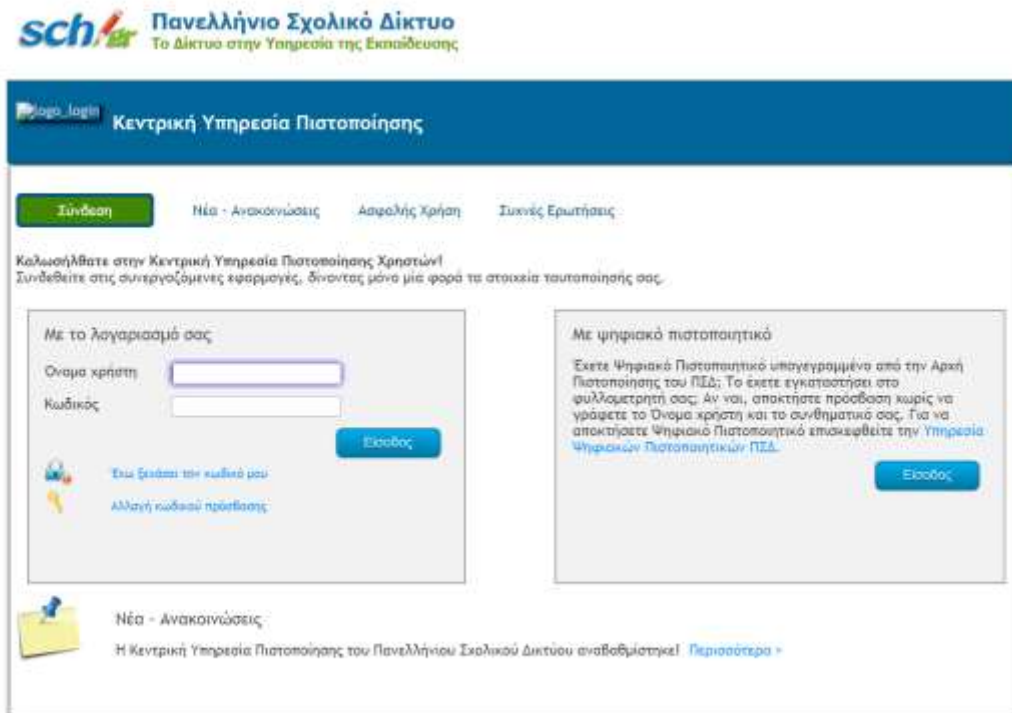 sch.gr
Πανελλήνιο Σχολικό Δίκτυο
Το Δίκτυο στην Υπηρεσία της Εκπαίδευσης
logo_login
Κεντρική Υπηρεσία Πιστοποίησης
Σύνδεση Νέα - Ανακοινώσεις Ασφαλής Χρήση Συχνές Ερωτήσεις
Καλωσήλθατε στην Κεντρική Υπηρεσία Πιστοποίησης Χρηστών!
Συνδεθείτε στις συνεργαζόμενες εφαρμογές, δίνοντας μόνο μία φορά τα στοιχεία ταυτοποίησής σας.
Με το λογαριασμό σας
Όνομα χρήστη
Κωδικός
Είσοδος
Έχω ξεχάσει τον κωδικό μου
Αλλαγή κωδικού πρόσβασης
Με ψηφιακό πιστοποιητικό
Έχετε Ψηφιακό Πιστοποιητικό υπογεγραμμένο από την Αρχή
Πιστοποίησης του ΠΣΔ; Το έχετε εγκαταστήσει στο
φυλλομετρητή σας; Αν ναι, αποκτήστε πρόσβαση χωρίς να
γράφετε το Όνομα χρήστη και το συνθηματικό σας. Για να
αποκτήσετε Ψηφιακό Πιστοποιητικό επισκεφθείτε την Υπηρεσία
Ψηφιακών Πιστοποιητικών ΠΣΔ.
Είσοδος
Νέα - Ανακοινώσεις
Η Κεντρική Υπηρεσία Πιστοποίησης του Πανελλήνιου Σχολικού Δικτύου αναβαθμίστηκε! Περισσότερα »